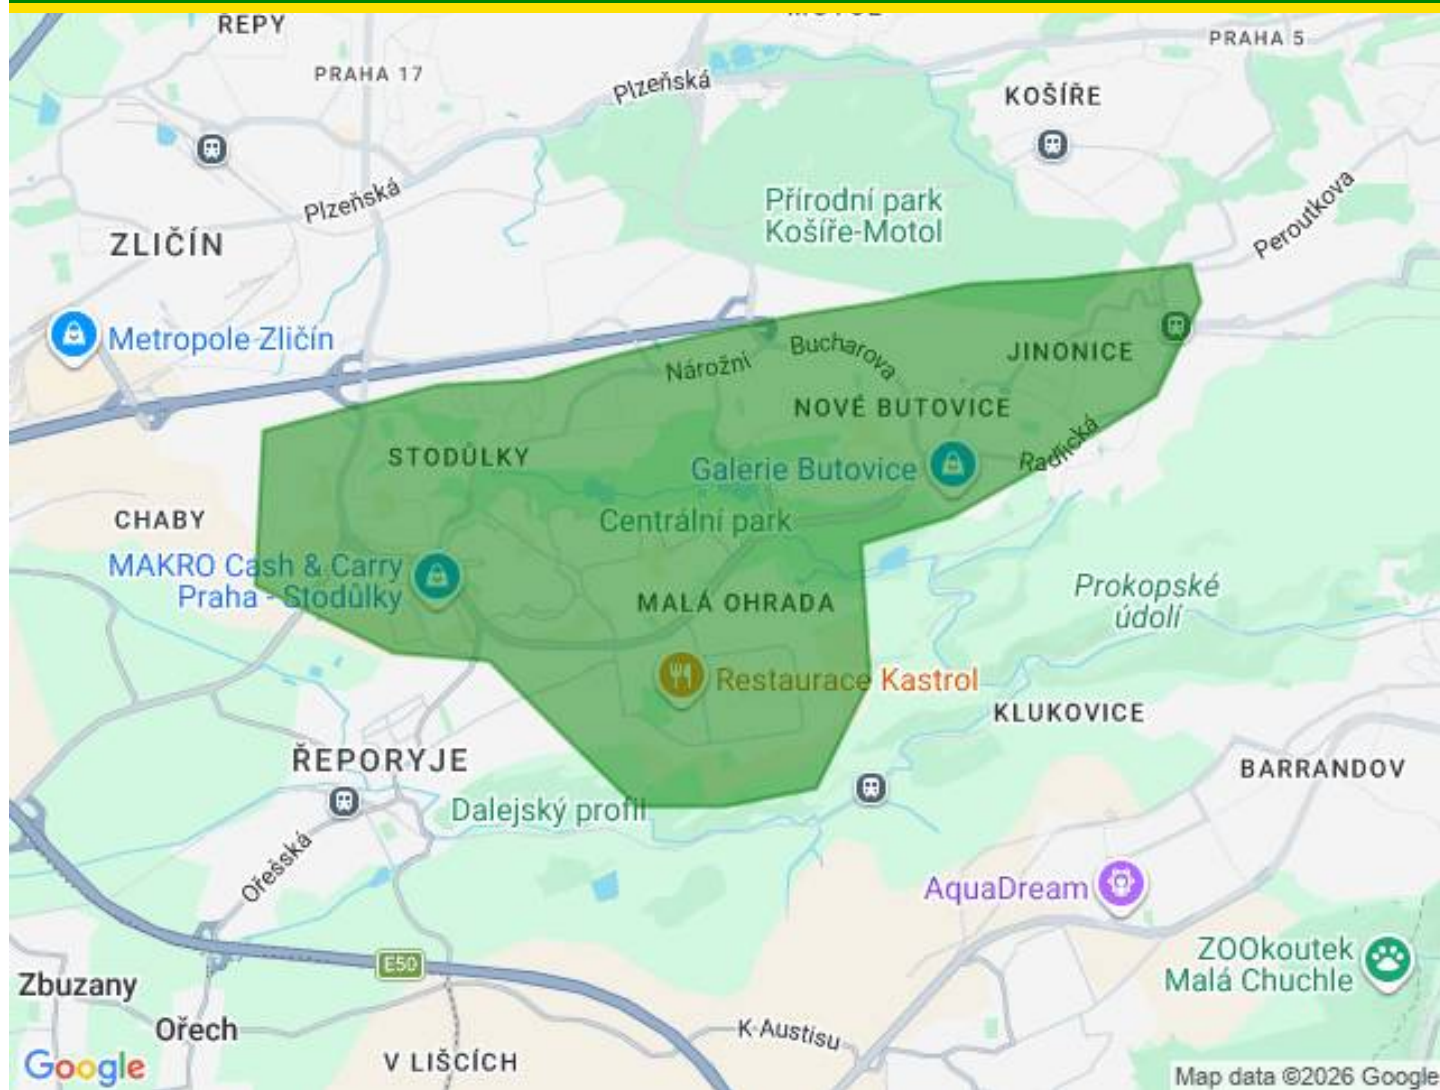 ŘEPY
PRAHA 5
PRAHA 17
Plzeňská
KOŠÍŘE
Plzeňská
Přírodní park
Košíře-Motol
Peroutkova
ZLIČÍN
Metropole Zličín
Bucharova
JINONICE
Nárožní
NOVÉ BUTOVICE
STODŮLKY
Radlická
Galerie Butovice
CHABY
Centrální park
MAKRO Cash & Carry
Praha - Stodůlky
Prokopské
údolí
MALÁ OHRADA
Restaurace Kastrol
KLUKOVICE
ŘEPORYJE
BARRANDOV
Dalejský profil
Ořešská
AquaDream
E50
ZOOkoutek
Malá Chuchle
Zbuzany
Ořech
K Austisu
V LIŠCÍCH
Google
Map data ©2026 Google